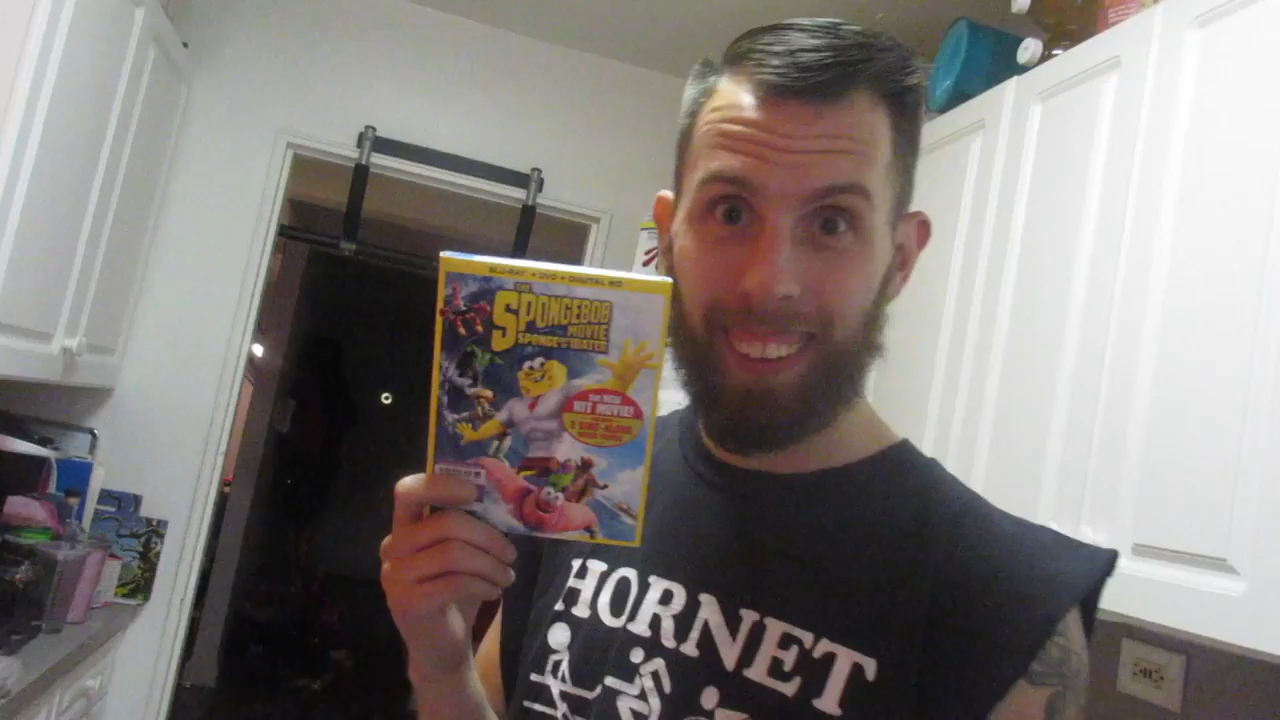 BLU-RAY + DVD + DIGITAL HD
THE
SPONGEBOB
MOVIE
SPONGE OUT OF WATER
THE NEW
HIT MOVIE!
HORNET